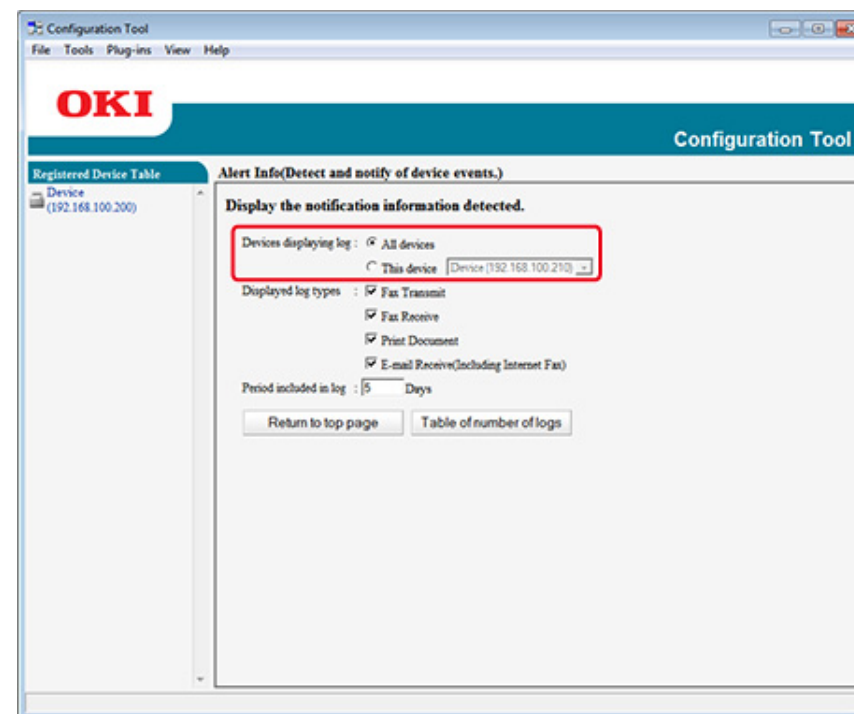 Configuration Tool
File Tools Plug-ins View Help
OKI
Configuration Tool
Registered Device Table
Device
(192.168.100.200)
Alert Info(Detect and notify of device events.)
Display the notification information detected.
Devices displaying log : All devices
This device Device (192.168.100.210)
Displayed log types : Fax Transmit
Fax Receive
Print Document
E-mail Receive(Including Internet Fax)
Period included in log : 5 Days
Return to top page Table of number of logs